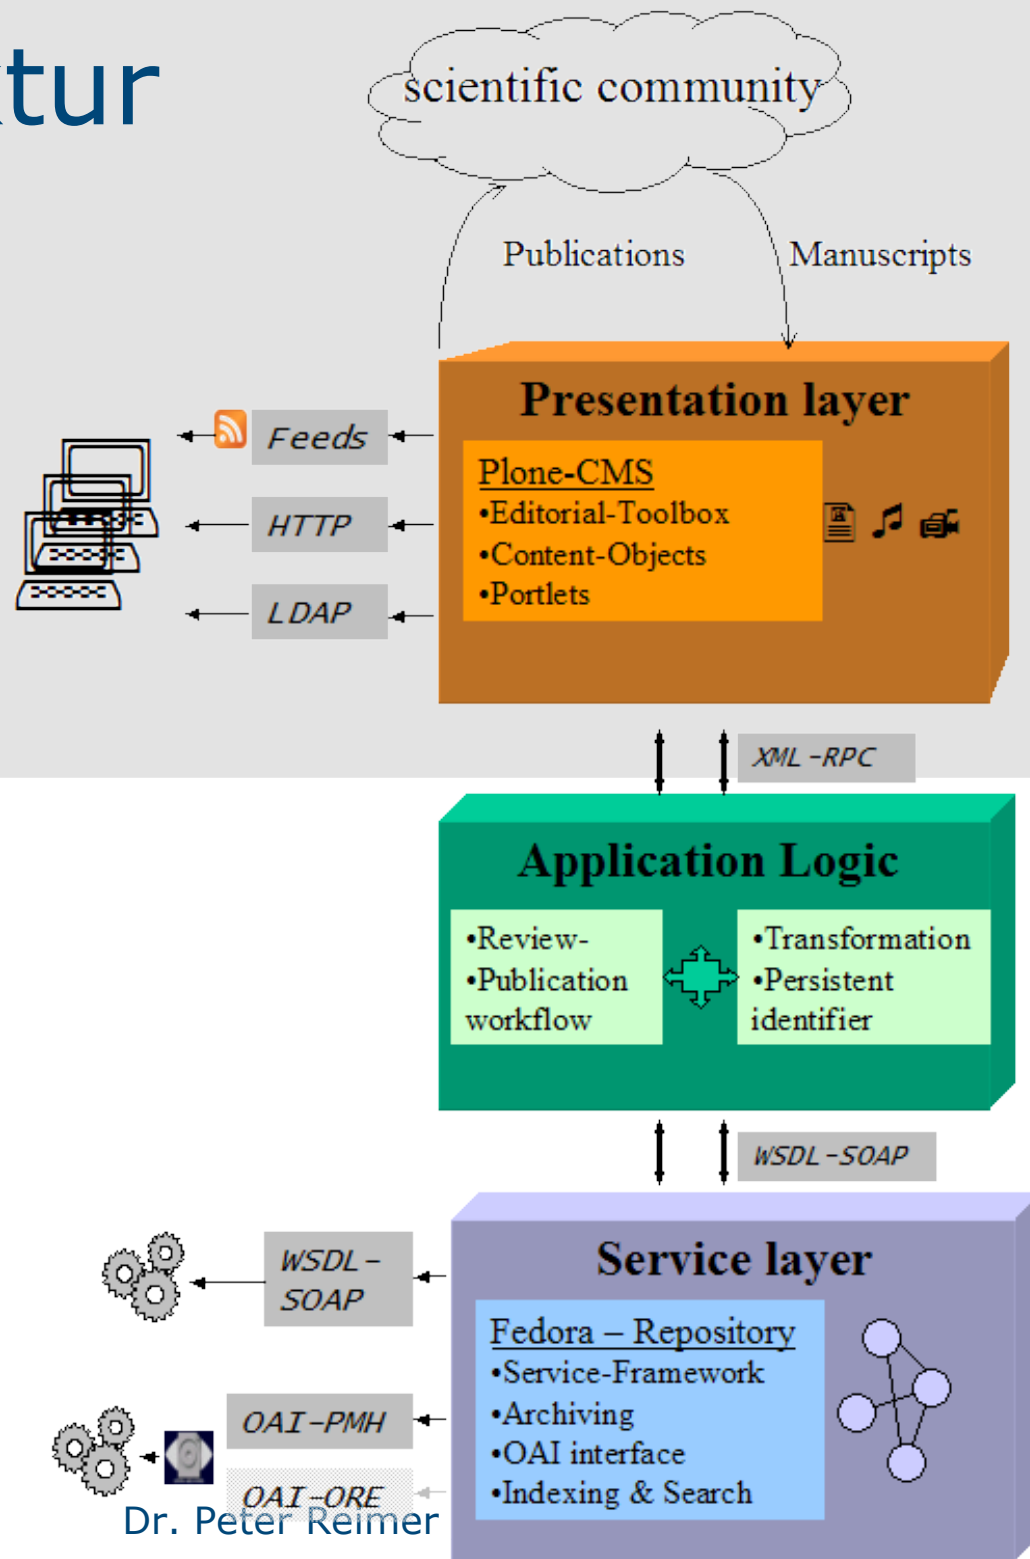 ktur
scientific community
Publications
Manuscripts
Presentation layer
Feeds
HTTP
LDAP
Plone-CMS
•Editorial-Toolbox
•Content-Objects
•Portlets
XML-RPC
Application Logic
•Review-
•Publication
workflow
•Transformation
•Persistent
identifier
WSDL-SOAP
Service layer
WSDL-
SOAP
OAI-PMH
OAI-ORE
Fedora – Repository
•Service-Framework
•Archiving
•OAI interface
•Indexing & Search
Dr. Peter Reimer